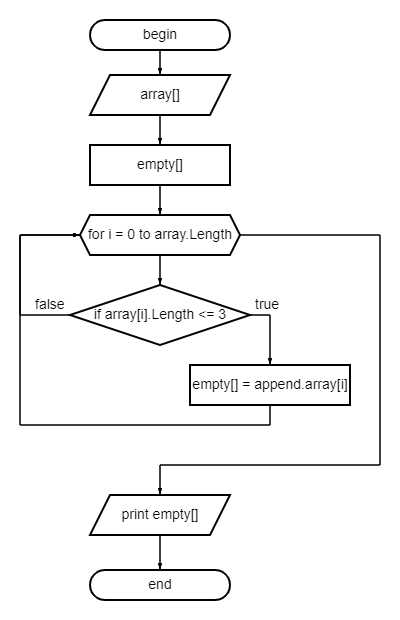 begin
array[]
empty[]
for i = 0 to array.Length
false
if array[i].Length <= 3
true
empty[] = append.array[i]
print empty[]
end